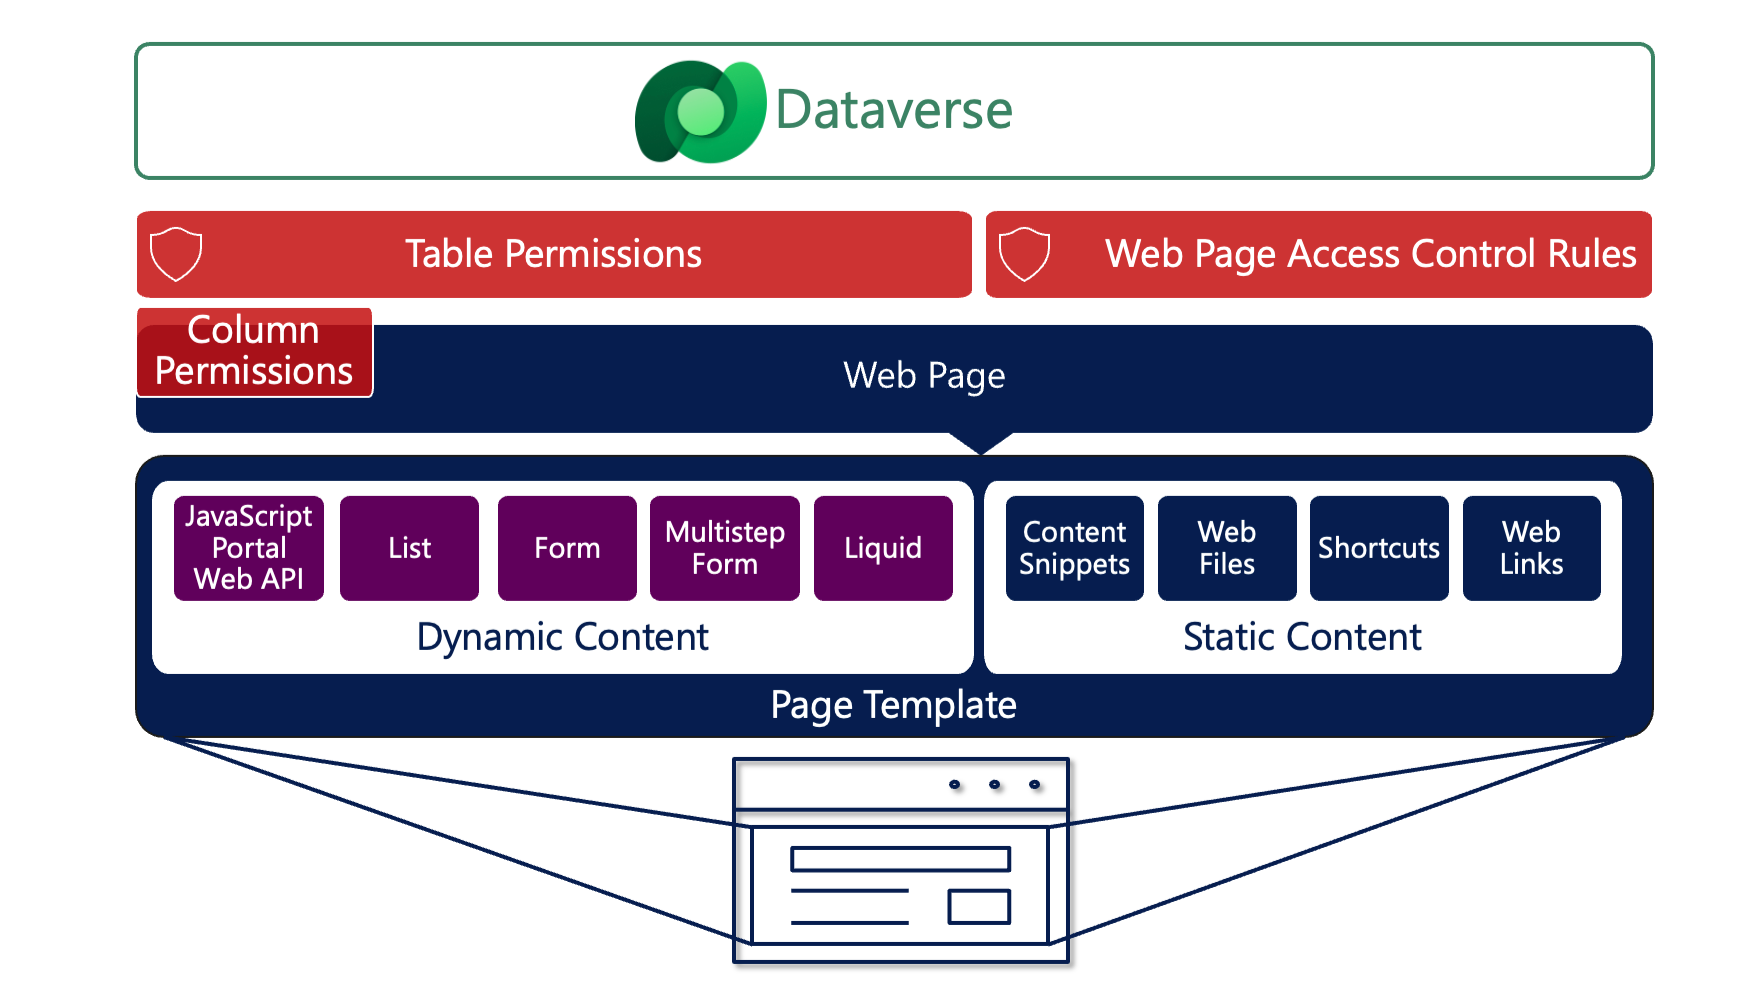 Dataverse
Table Permissions
Web Page Access Control Rules
Column
Permissions
Web Page
JavaScript
Portal
Web API
List
Form
Multistep
Form
Liquid
Content
Snippets
Web
Files
Shortcuts
Web
Links
Dynamic Content
Static Content
Page Template